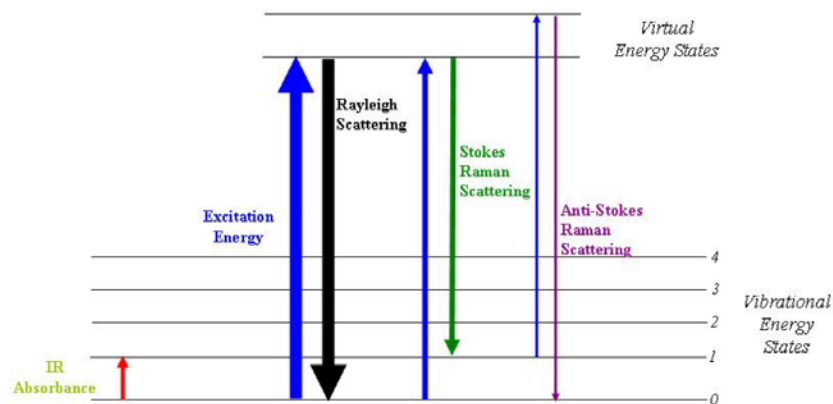 Virtual
Energy States
Rayleigh
Scattering
Stokes
Raman
Scattering
Excitation
Energy
Anti-Stokes
Raman
Scattering
4
3
2
1
0
Vibrational
Energy
States
IR
Absorbance